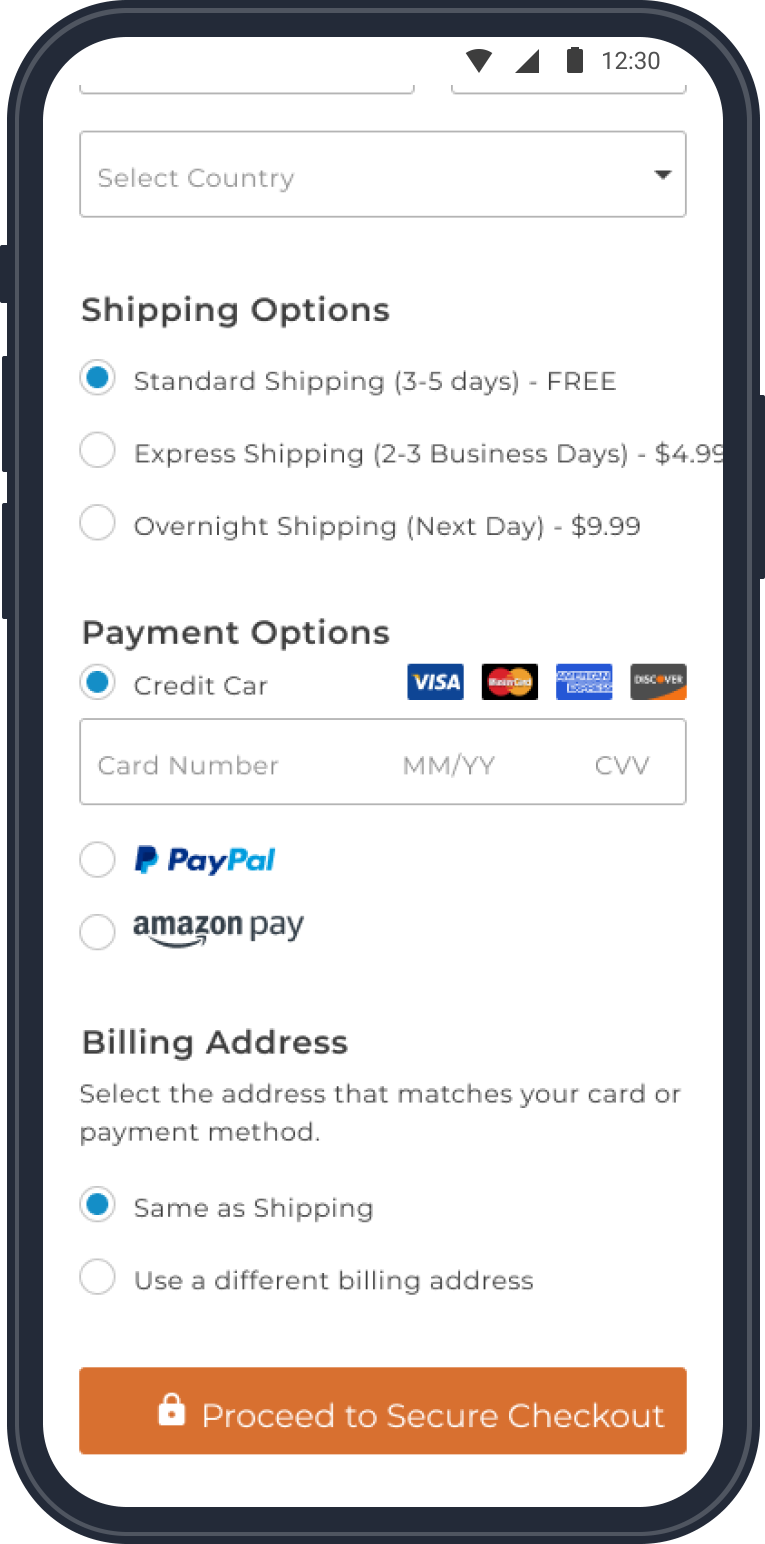 12:30
Select Country
Shipping Options
Standard Shipping (3-5 days) - FREE
Express Shipping (2-3 Business Days) - $4.99
Overnight Shipping (Next Day) - $9.99
Payment Options
Credit Car VISA MasterCard AMERICAN EXPRESS DISCOVER
Card Number MM/YY CVV
PayPal
amazon pay
Billing Address
Select the address that matches your card or
payment method.
Same as Shipping
Use a different billing address
Proceed to Secure Checkout